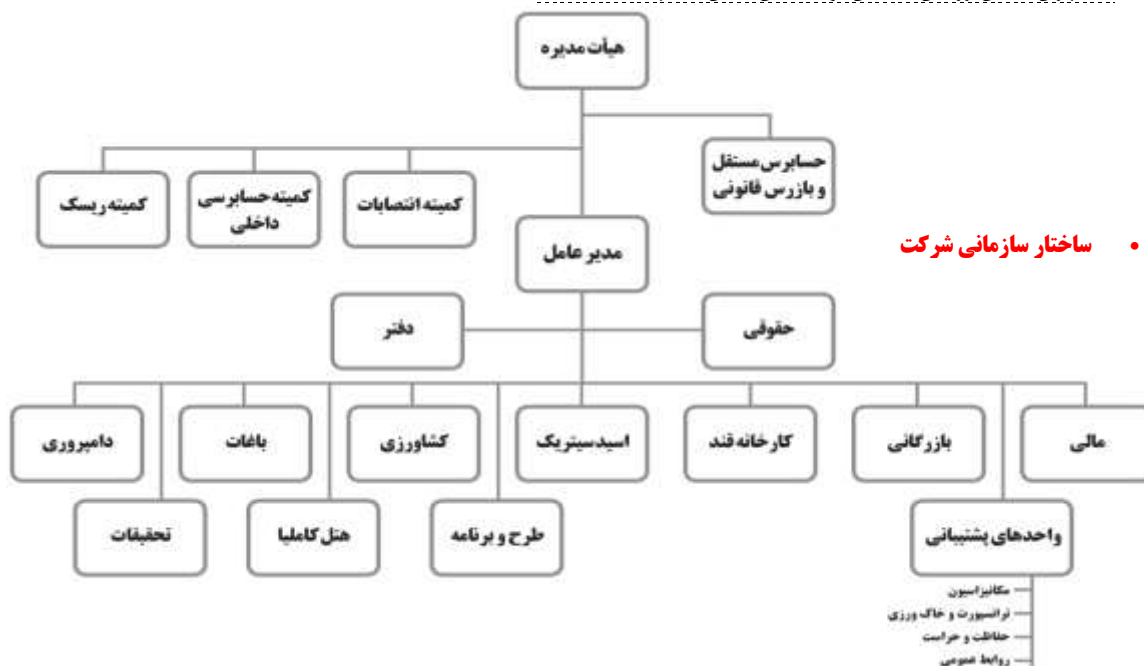 هیأت مدیره
حسابرس مستقل
و بازرس قانونی
کمیته انتصابات
کمیته حسابرسی
داخلی
کمیته ریسک
• ساختار سازمانی شرکت
مدیر عامل
حقوقی
دفتر
مالی
بازرگانی
کارخانه قند
اسیدسیتریک
کشاورزی
باغات
دامپروری
واحدهای پشتیبانی
طرح و برنامه
هتل کاملیا
تحقیقات
مکانیزاسیون
ترانسپورت و خاک ورزی
حفاظت و حراست
روابط عمومی